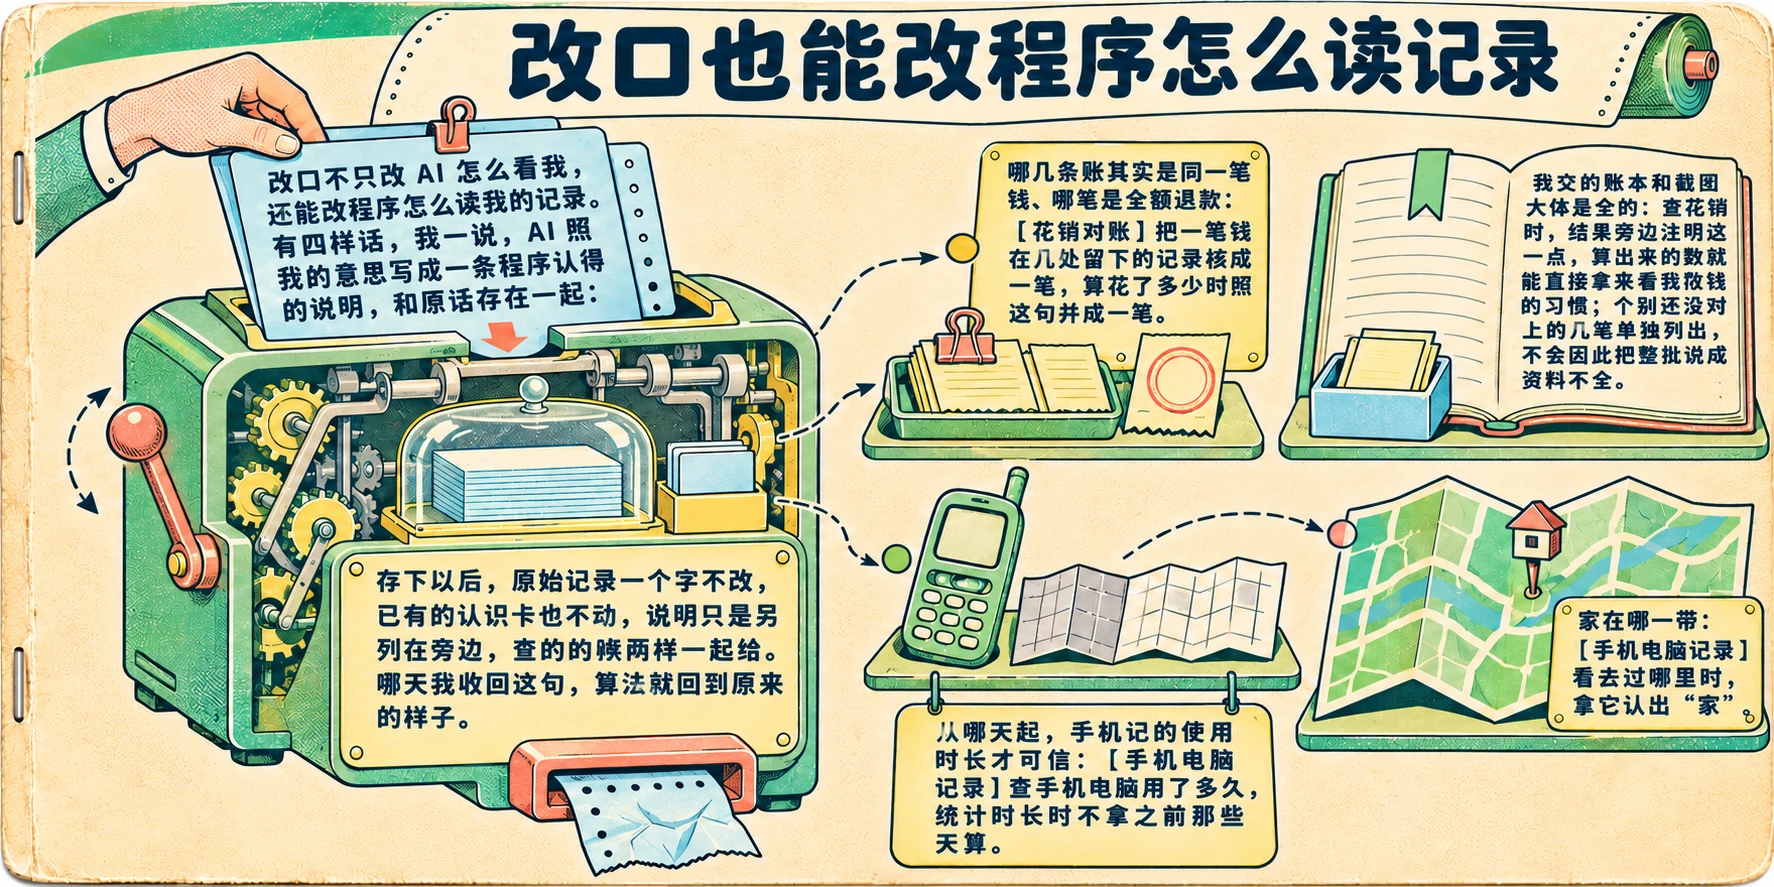 改口也能改程序怎么读记录
改口不只改 AI 怎么看我，
还能改程序怎么读我的记录。
有四样话，我一说，AI 照
我的意思写成一条程序认得
的说明，和原话存在一起：
存下以后，原始记录一个字不改，
已有的认识卡也不动，说明只是另
列在旁边，查的的两样一起给。
哪天我收回这句，算法就回到原来
的样子。
哪几条账其实是同一笔
钱、哪笔是全额退款：
［花销对账］把一笔钱
在几处留下的记录核成
一笔，算花了多少时照
这句并成一笔。
我交的账本和截图
大体是全的：查花销
时，结果旁边注明这
一点，算出来的数就
能直接拿来看我钱
的习惯；个别还没对
上的几笔单独列出，
不会因此把整批说成
资料不全。
从哪天起，手机记的使用
时长才可信：［手机电脑
记录］查手机电脑用了多久，
统计时长时不拿之前那些
天算。
家在哪一带：
［手机电脑记录］
看去过哪里时，
拿它认出“家”。